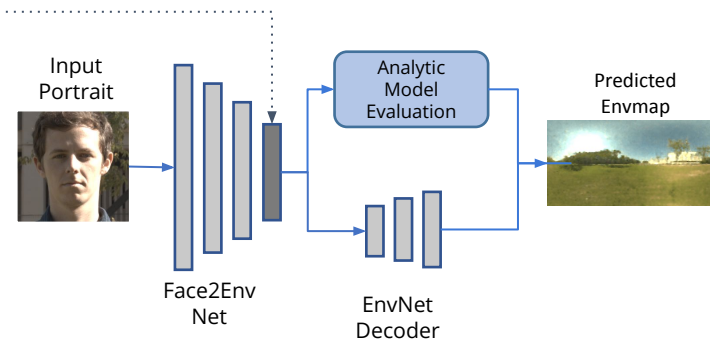 Input
Portrait
Analytic
Model
Evaluation
Predicted
Envmap
Face2Env
Net
EnvNet
Decoder